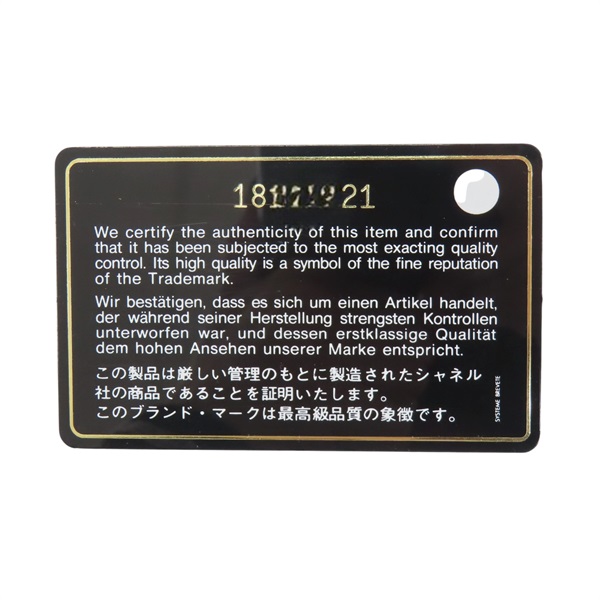 We certify the authenticity of this item and confirm
that it has been subjected to the most exacting quality
control. Its high quality is a symbol of the fine reputation
of the Trademark.
Wir bestätigen, dass es sich um einen Artikel handelt,
der während seiner Herstellung strengsten Kontrollen
unterworfen war, und dessen erstklassige Qualität
dem hohen Ansehen unserer Marke entspricht.
この製品は厳しい管理のもとに製造されたシャネル
社の商品であることを証明いたします。
このブランド・マークは最高級品質の象徴です。
SYSTEME BREVETE